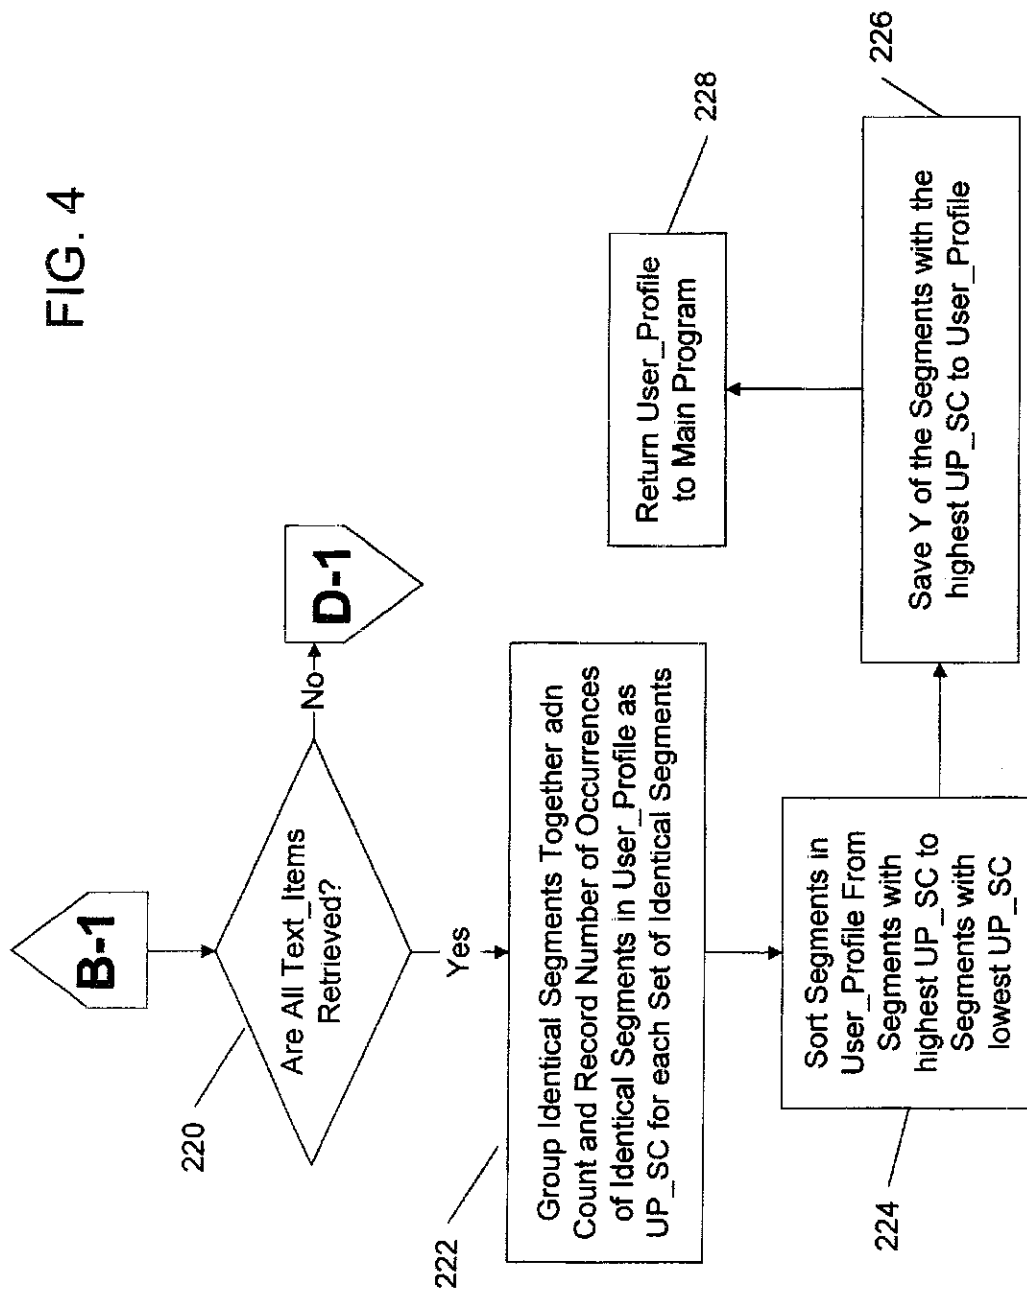 FIG. 4
B-1
Are All Text_Items
Retrieved?
220
No
D-1
Yes
Group Identical Segments Together adn
Count and Record Number of Occurrences
of Identical Segments in User_Profile as
UP_SC for each Set of Identical Segments
222
Sort Segments in
User_Profile From
Segments with
highest UP_SC to
Segments with
lowest UP_SC
224
Save Y of the Segments with the
highest UP_SC to User_Profile
226
Return User_Profile
to Main Program
228